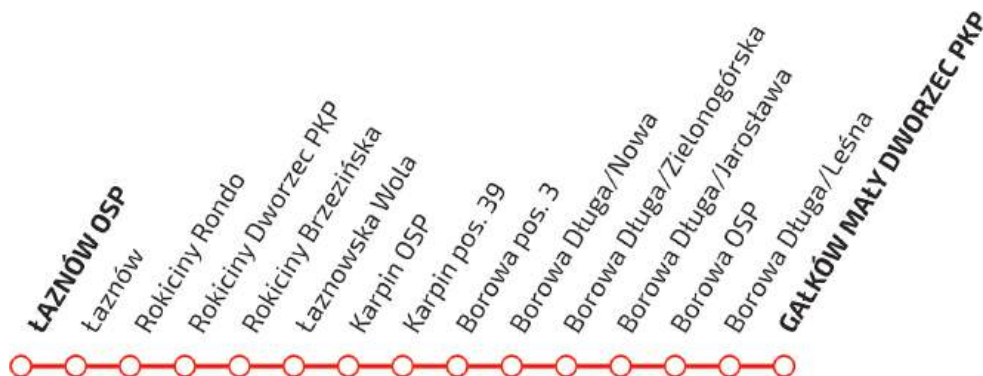 ŁAZNÓW OSP
Łaznów
Rokiciny Rondo
Rokiciny Dworzec PKP
Rokiciny Brzezińska
Łaznowska Wola
Karpin OSP
Karpin pos. 39
Borowa pos. 3
Borowa Długa/Nowa
Borowa Długa/Zielonogórska
Borowa Długa/Jarosława
Borowa OSP
Borowa Długa/Leśna
GAŁKÓW MAŁY DWORZEC PKP